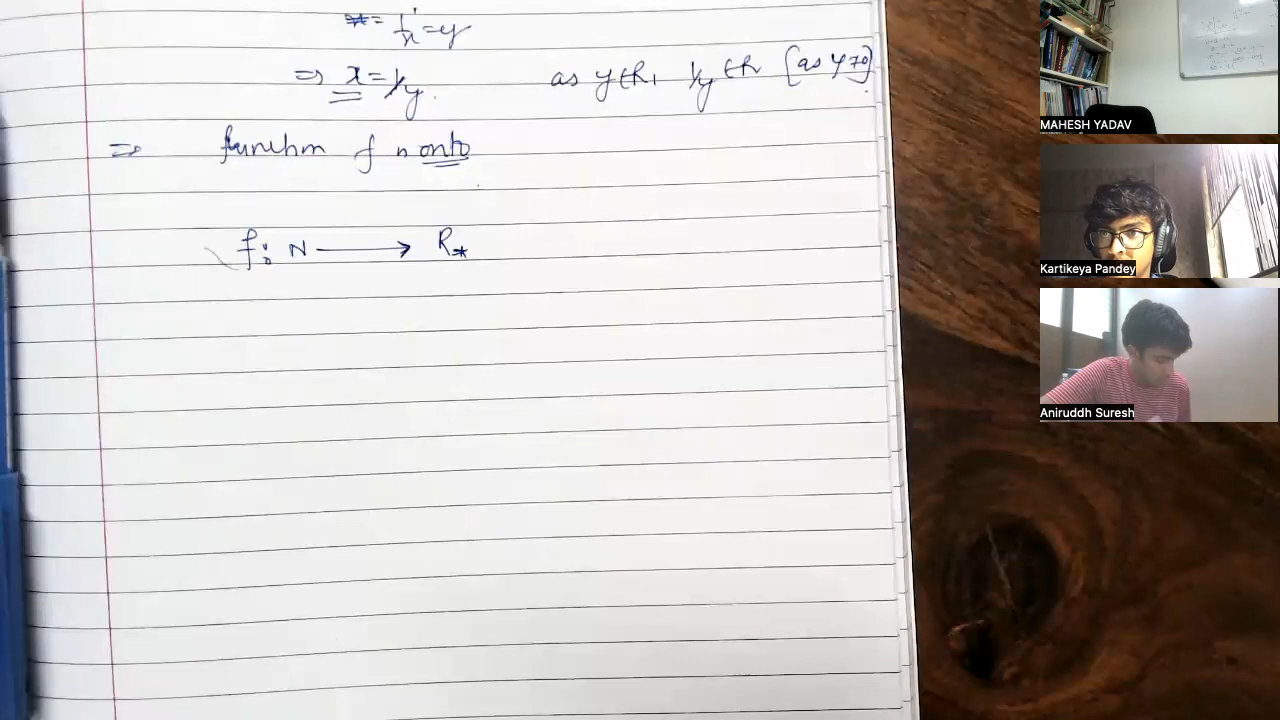 = 1/x = y
⇒ x = 1/y. as y ∈ R, 1/y ∈ R [as y≠0]
⇒ function f is onto
f: N ⟶ R*
MAHESH YADAV
Kartikeya Pandey
Aniruddh Suresh